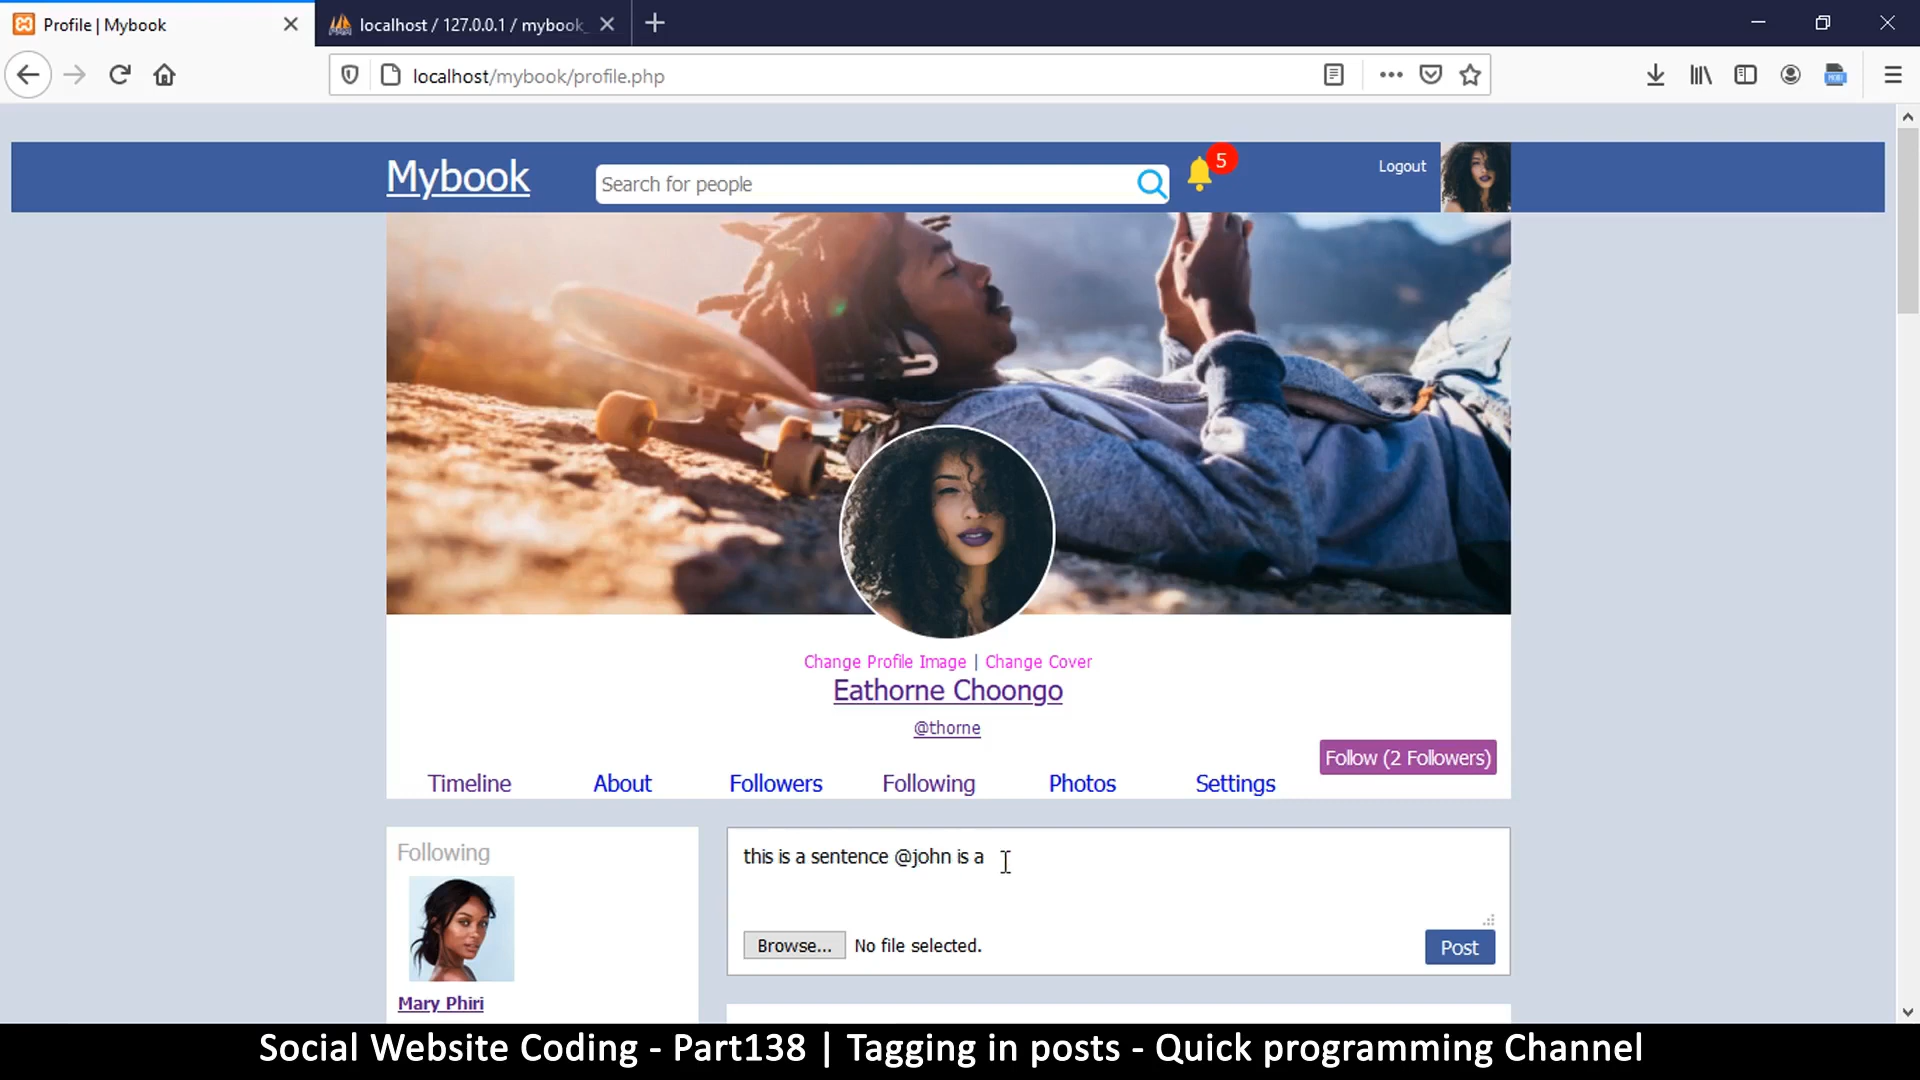 Profile | Mybook
localhost / 127.0.0.1 / mybook_
localhost/mybook/profile.php
Mybook
Search for people
5
Logout
Change Profile Image | Change Cover
Eathorne Choongo
@thorne
Follow (2 Followers)
Timeline About Followers Following Photos Settings
Following
Mary Phiri
this is a sentence @john is a
Browse... No file selected.
Post
Social Website Coding - Part138 | Tagging in posts - Quick programming Channel